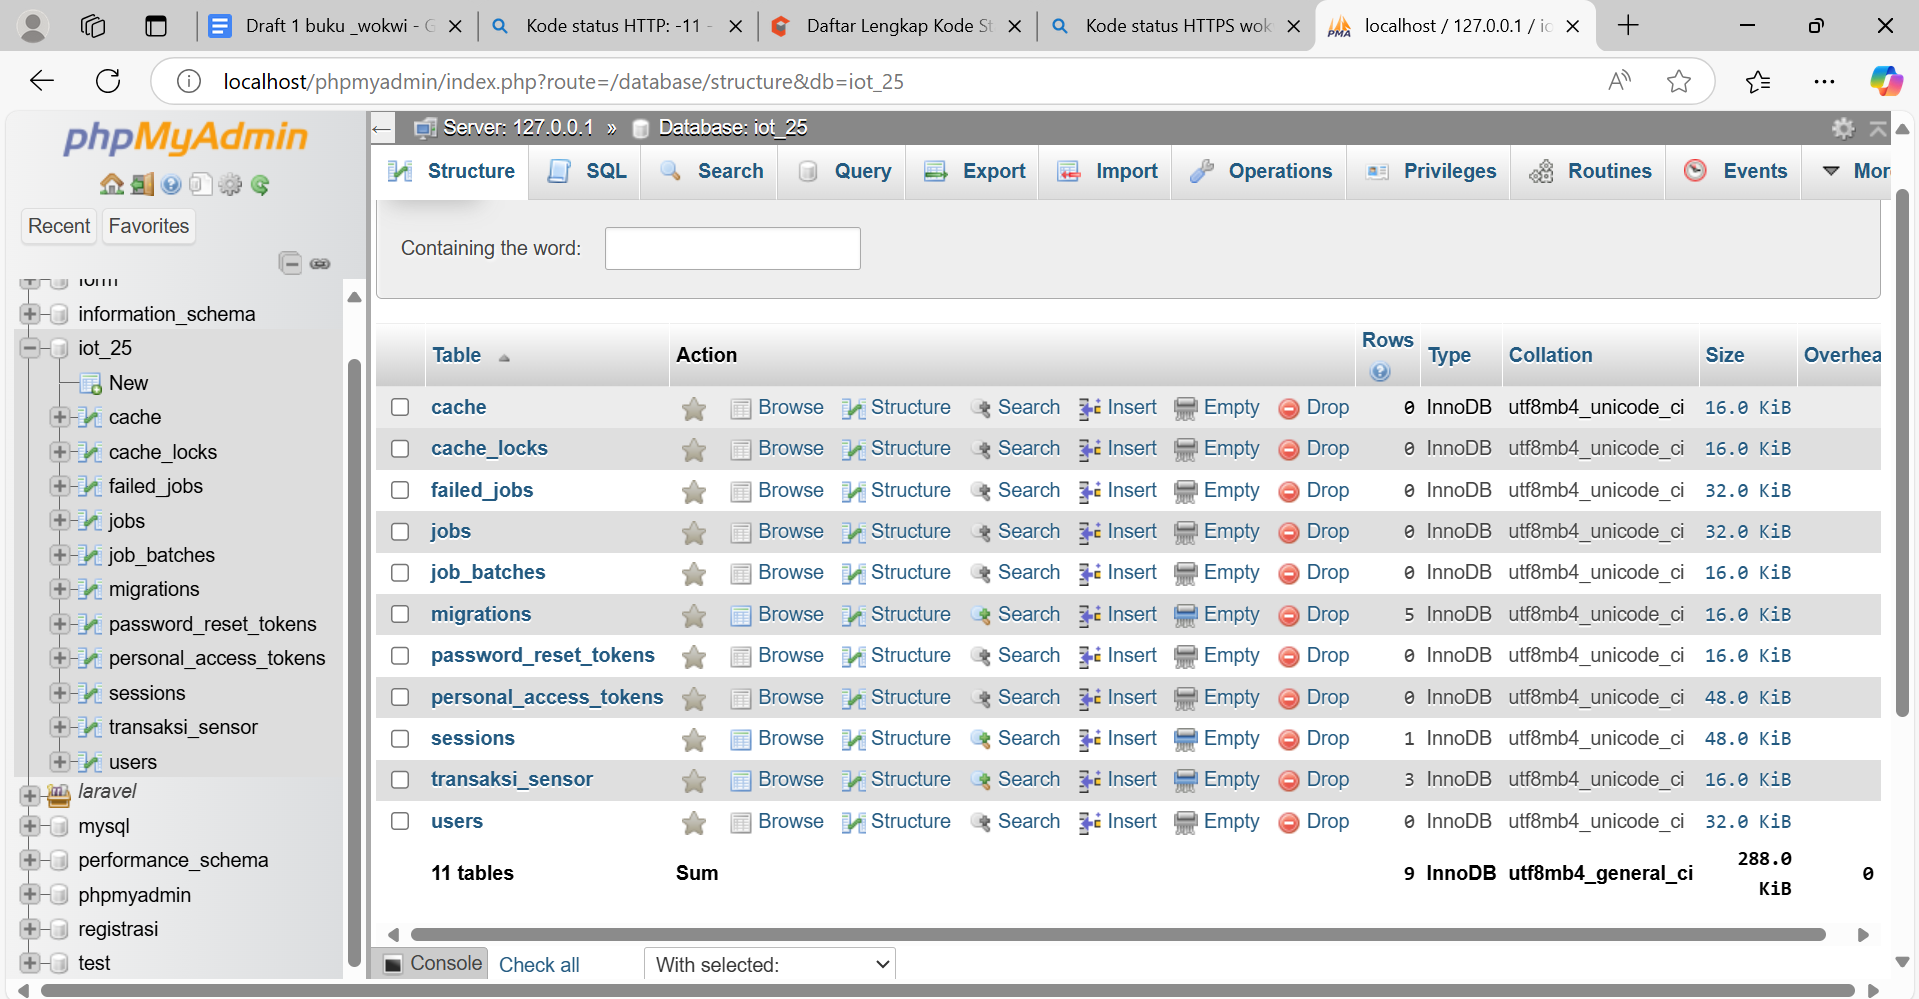 Draft 1 buku _wokwi - G
Kode status HTTP: -11 -
Daftar Lengkap Kode St
Kode status HTTPS wok
localhost / 127.0.0.1 / io
localhost/phpmyadmin/index.php?route=/database/structure&db=iot_25
phpMyAdmin
Recent Favorites
form
information_schema
iot_25
New
cache
cache_locks
failed_jobs
jobs
job_batches
migrations
password_reset_tokens
personal_access_tokens
sessions
transaksi_sensor
users
laravel
mysql
performance_schema
phpmyadmin
registrasi
test
Server: 127.0.0.1 » Database: iot_25
Structure SQL Search Query Export Import Operations Privileges Routines Events Mor
Containing the word:
Table Action Rows Type Collation Size Overhea
cache Browse Structure Search Insert Empty Drop 0 InnoDB utf8mb4_unicode_ci 16.0 KiB
cache_locks Browse Structure Search Insert Empty Drop 0 InnoDB utf8mb4_unicode_ci 16.0 KiB
failed_jobs Browse Structure Search Insert Empty Drop 0 InnoDB utf8mb4_unicode_ci 32.0 KiB
jobs Browse Structure Search Insert Empty Drop 0 InnoDB utf8mb4_unicode_ci 32.0 KiB
job_batches Browse Structure Search Insert Empty Drop 0 InnoDB utf8mb4_unicode_ci 16.0 KiB
migrations Browse Structure Search Insert Empty Drop 5 InnoDB utf8mb4_unicode_ci 16.0 KiB
password_reset_tokens Browse Structure Search Insert Empty Drop 0 InnoDB utf8mb4_unicode_ci 16.0 KiB
personal_access_tokens Browse Structure Search Insert Empty Drop 0 InnoDB utf8mb4_unicode_ci 48.0 KiB
sessions Browse Structure Search Insert Empty Drop 1 InnoDB utf8mb4_unicode_ci 48.0 KiB
transaksi_sensor Browse Structure Search Insert Empty Drop 3 InnoDB utf8mb4_unicode_ci 16.0 KiB
users Browse Structure Search Insert Empty Drop 0 InnoDB utf8mb4_unicode_ci 32.0 KiB
11 tables Sum 9 InnoDB utf8mb4_general_ci 288.0 KiB 0
Console Check all With selected: